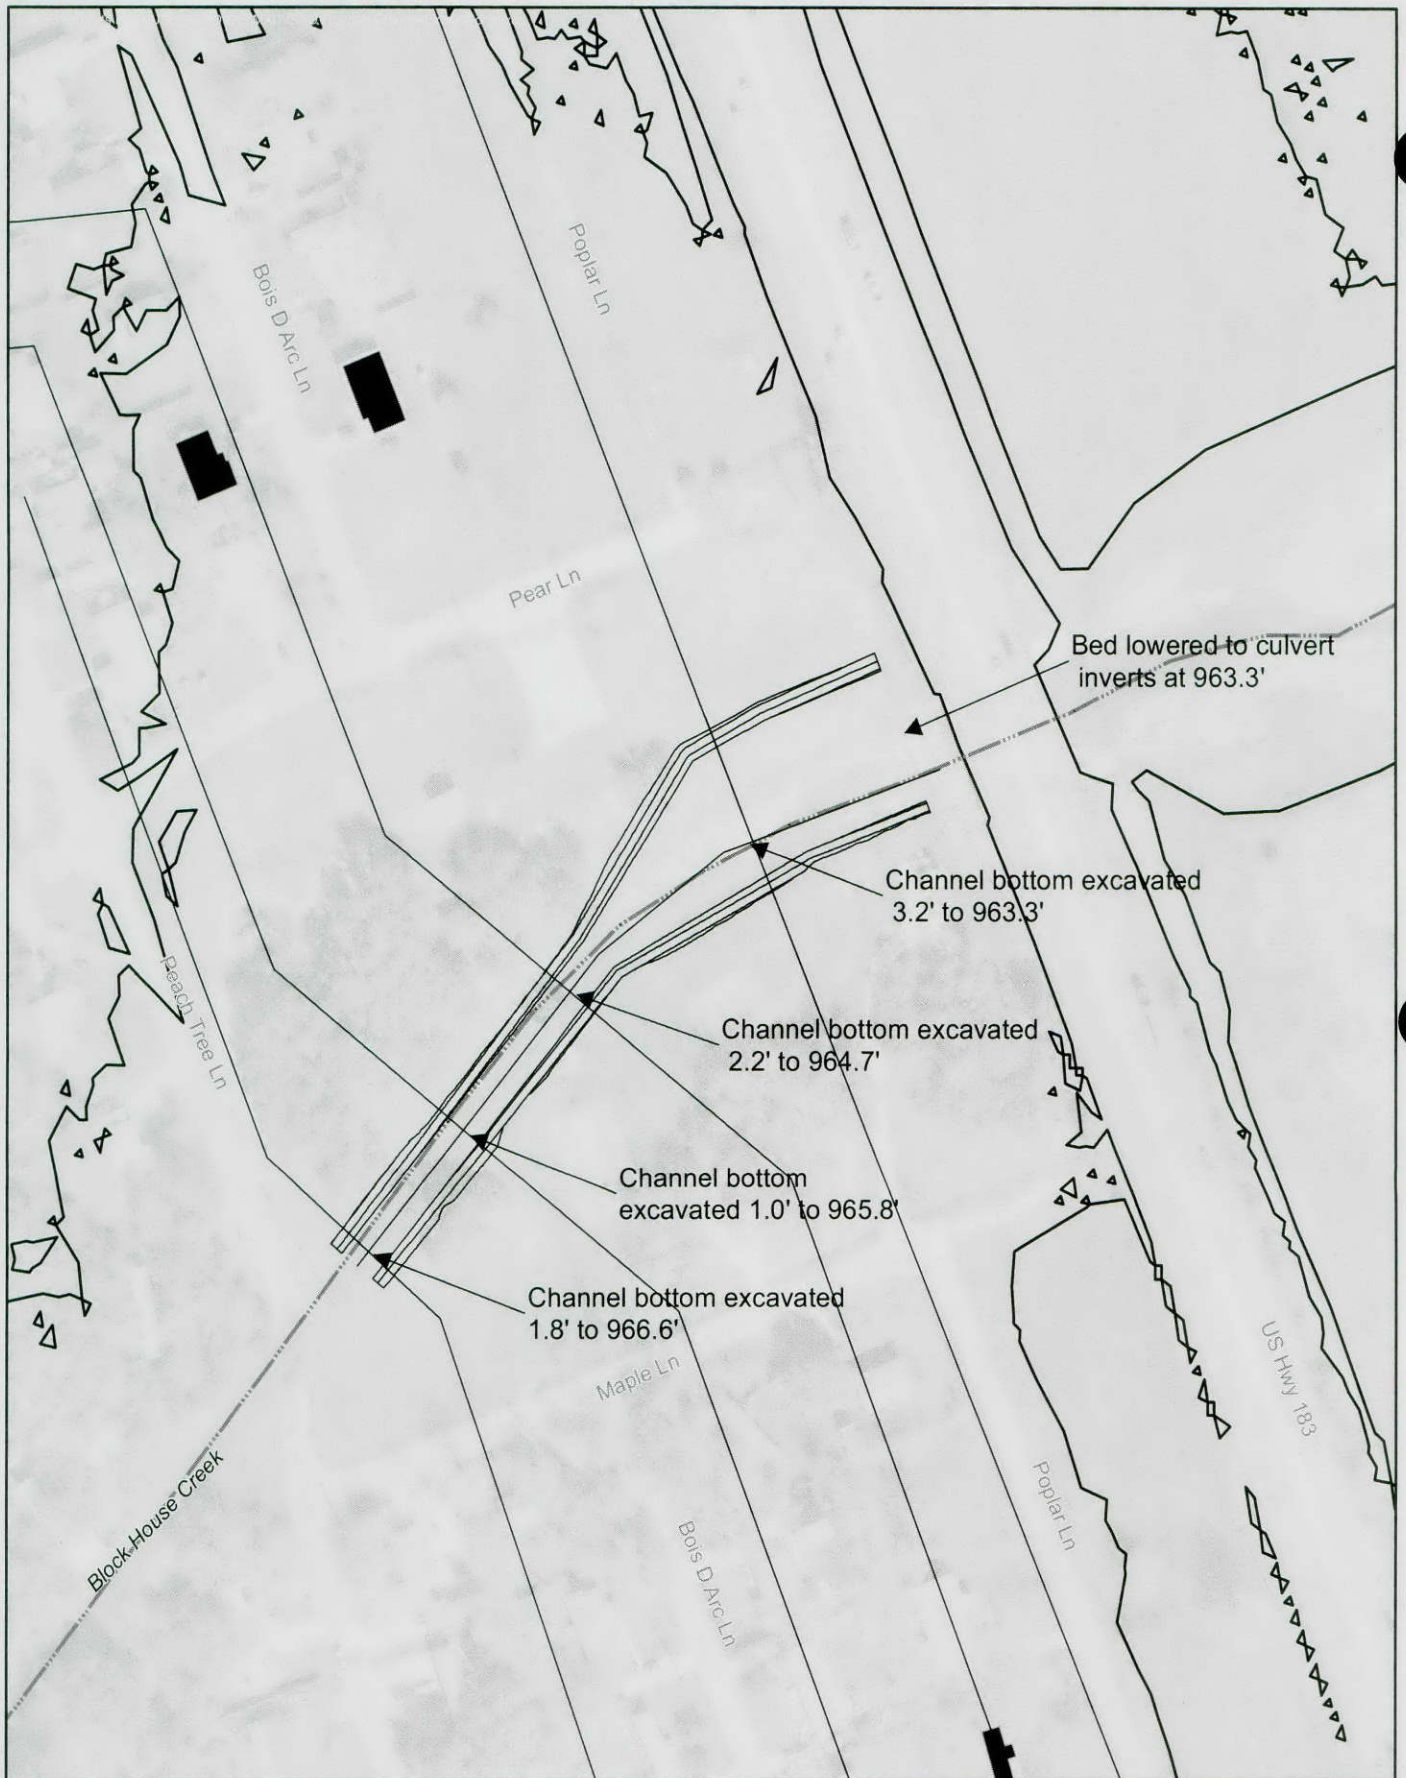 Poplar Ln
Bois D Arc Ln
Pear Ln
Bed lowered to culvert
inverts at 963.3'
Channel bottom excavated
3.2' to 963.3'
Peach Tree Ln
Channel bottom excavated
2.2' to 964.7'
Channel bottom
excavated 1.0' to 965.8'
Channel bottom excavated
1.8' to 966.6'
Maple Ln
US Hwy 183
Block House Creek
Poplar Ln
Bois D Arc Ln